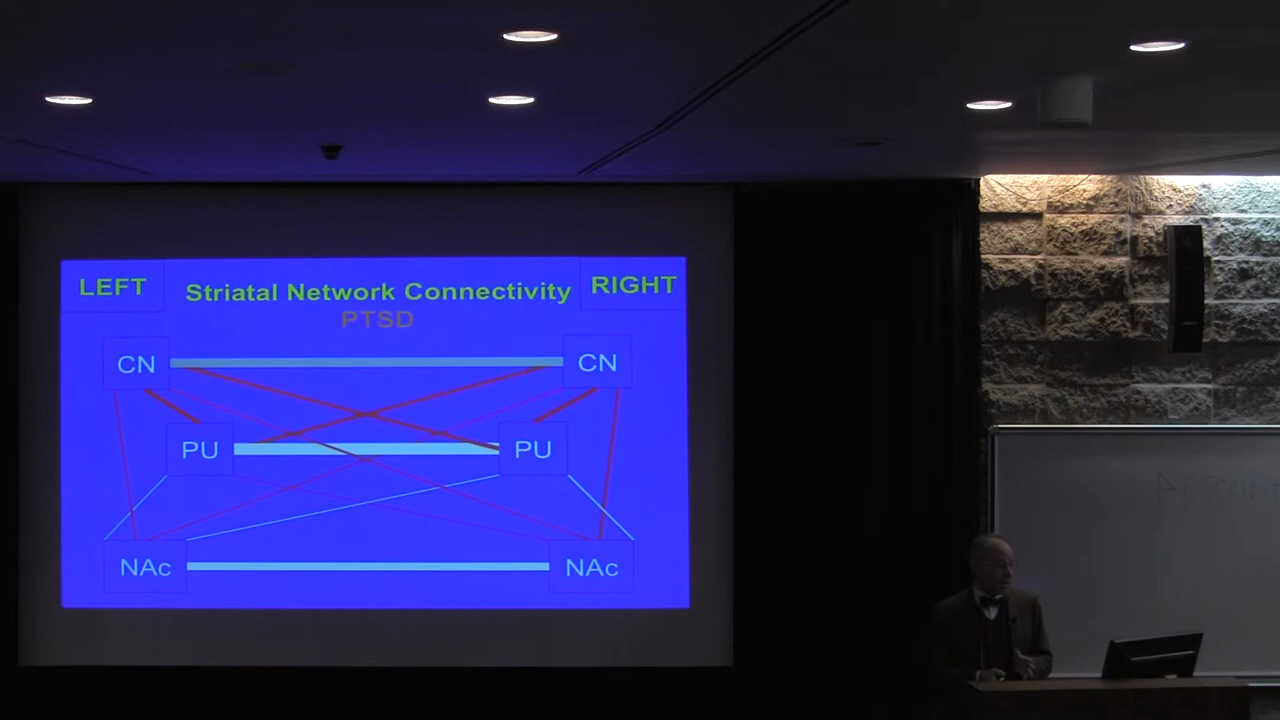 LEFT
Striatal Network Connectivity
RIGHT
PTSD
CN
CN
PU
PU
NAc
NAc